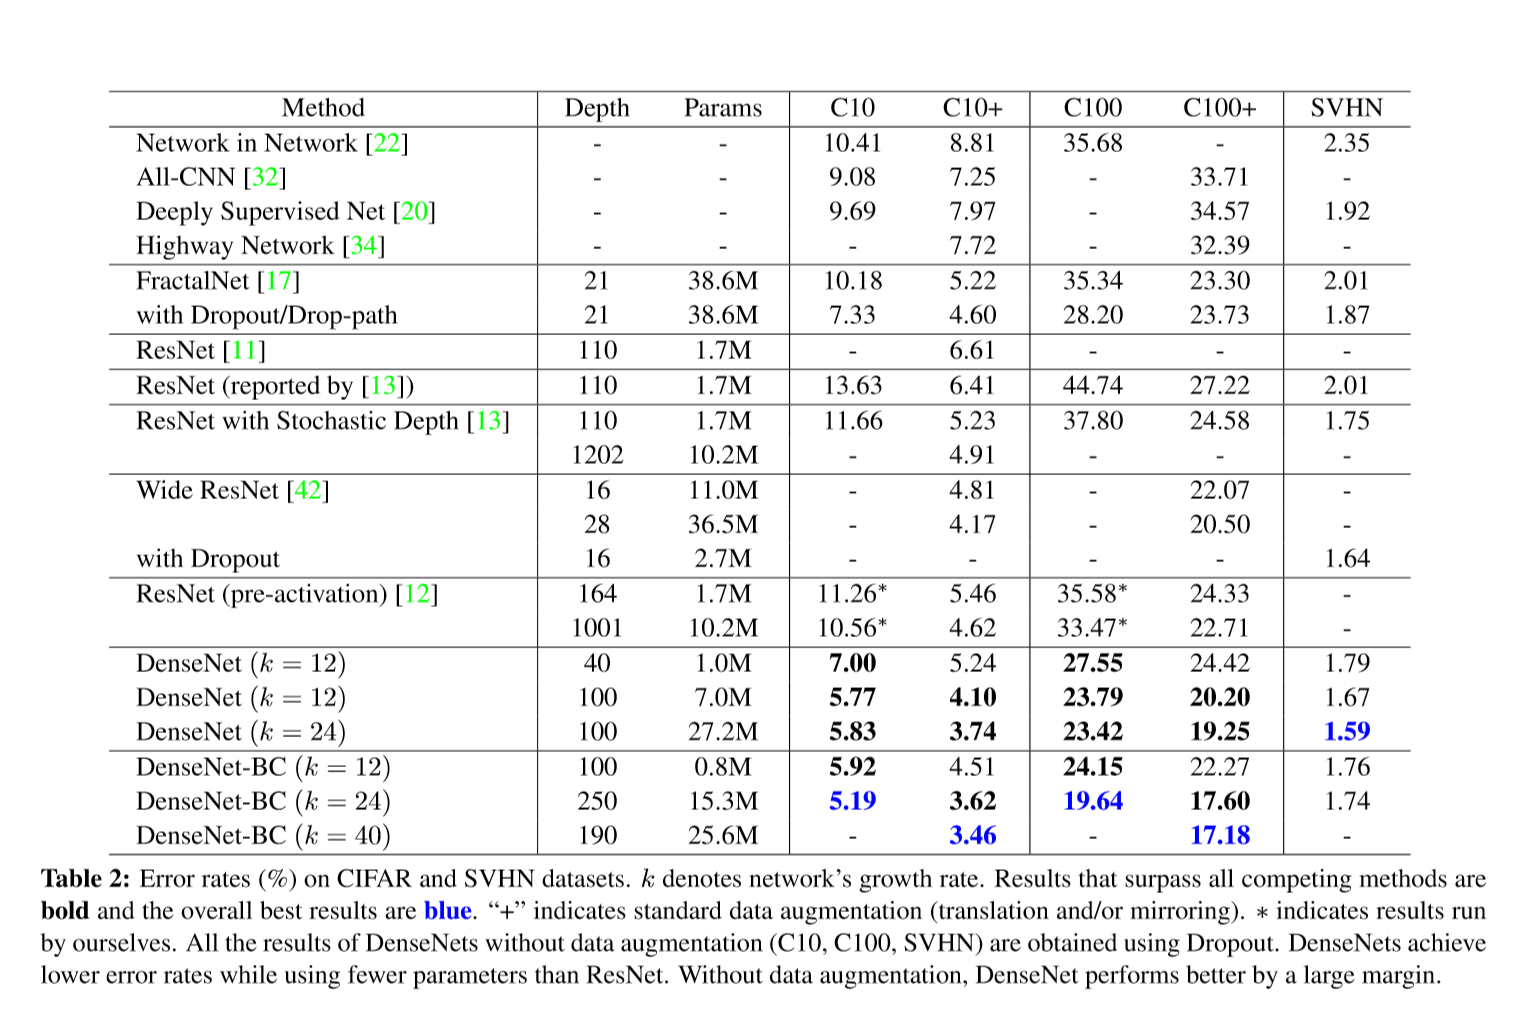 Method Depth Params C10 C10+ C100 C100+ SVHN
Network in Network [22] - - 10.41 8.81 35.68 - 2.35
All-CNN [32] - - 9.08 7.25 - 33.71 -
Deeply Supervised Net [20] - - 9.69 7.97 - 34.57 1.92
Highway Network [34] - - - 7.72 - 32.39 -
FractalNet [17] 21 38.6M 10.18 5.22 35.34 23.30 2.01
with Dropout/Drop-path 21 38.6M 7.33 4.60 28.20 23.73 1.87
ResNet [11] 110 1.7M - 6.61 - - -
ResNet (reported by [13]) 110 1.7M 13.63 6.41 44.74 27.22 2.01
ResNet with Stochastic Depth [13] 110 1.7M 11.66 5.23 37.80 24.58 1.75
1202 10.2M - 4.91 - - -
Wide ResNet [42] 16 11.0M - 4.81 - 22.07 -
28 36.5M - 4.17 - 20.50 -
with Dropout 16 2.7M - - - - 1.64
ResNet (pre-activation) [12] 164 1.7M 11.26* 5.46 35.58* 24.33 -
1001 10.2M 10.56* 4.62 33.47* 22.71 -
DenseNet (k = 12) 40 1.0M 7.00 5.24 27.55 24.42 1.79
DenseNet (k = 12) 100 7.0M 5.77 4.10 23.79 20.20 1.67
DenseNet (k = 24) 100 27.2M 5.83 3.74 23.42 19.25 1.59
DenseNet-BC (k = 12) 100 0.8M 5.92 4.51 24.15 22.27 1.76
DenseNet-BC (k = 24) 250 15.3M 5.19 3.62 19.64 17.60 1.74
DenseNet-BC (k = 40) 190 25.6M - 3.46 - 17.18 -
Table 2: Error rates (%) on CIFAR and SVHN datasets. k denotes network's growth rate. Results that surpass all competing methods are
bold and the overall best results are blue. “+” indicates standard data augmentation (translation and/or mirroring). ∗ indicates results run
by ourselves. All the results of DenseNets without data augmentation (C10, C100, SVHN) are obtained using Dropout. DenseNets achieve
lower error rates while using fewer parameters than ResNet. Without data augmentation, DenseNet performs better by a large margin.